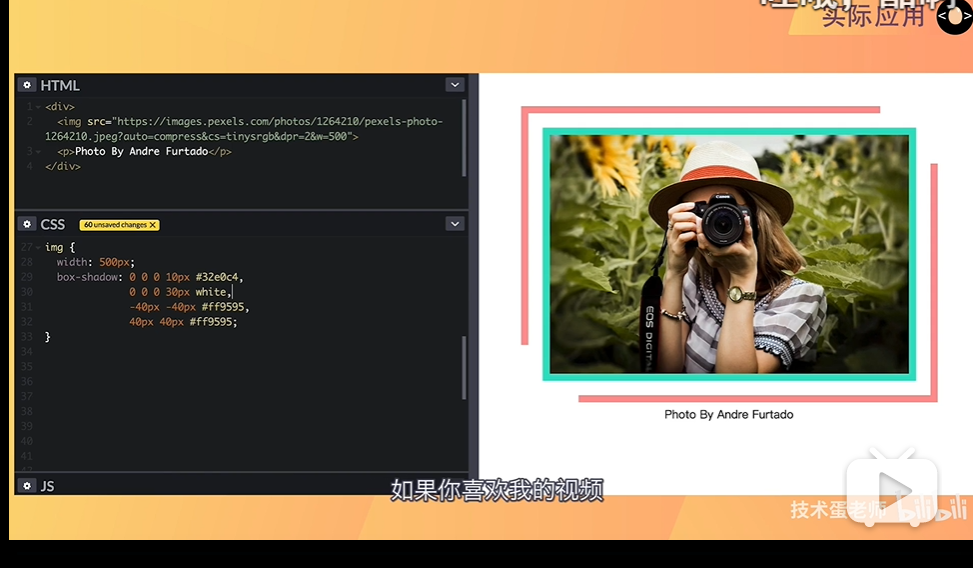 实际应用
< >
HTML
1 <div>
2 <img src="https://images.pexels.com/photos/1264210/pexels-photo-
1264210.jpeg?auto=compress&cs=tinysrgb&dpr=2&w=500">
3 <p>Photo By Andre Furtado</p>
4 </div>
CSS 60 unsaved changes X
27 img {
28 width: 500px;
29 box-shadow: 0 0 0 10px #32e0c4,
30 0 0 0 30px white,
31 -40px -40px #ff9595,
32 40px 40px #ff9595;
33 }
34
35
36
37
38
39
40
41
Canon
EOS DIGITAL
Photo By Andre Furtado
JS
如果你喜欢我的视频
技术蛋老师 bilibili